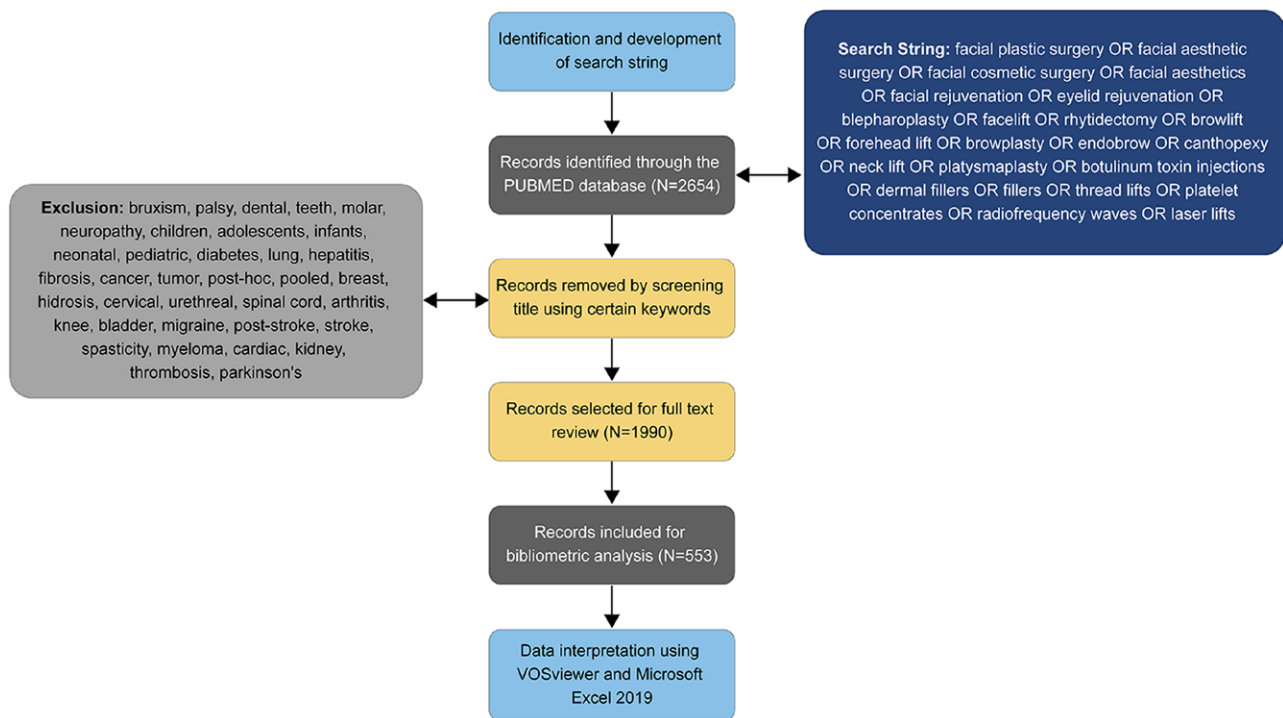 Identification and development
of search string
Search String: facial plastic surgery OR facial aesthetic
surgery OR facial cosmetic surgery OR facial aesthetics
OR facial rejuvenation OR eyelid rejuvenation OR
blepharoplasty OR facelift OR rhytidectomy OR browlift
OR forehead lift OR browplasty OR endobrow OR canthopexy
OR neck lift OR platysmaplasty OR botulinum toxin injections
OR dermal fillers OR fillers OR thread lifts OR platelet
concentrates OR radiofrequency waves OR laser lifts
Records identified through the
PUBMED database (N=2654)
Exclusion: bruxism, palsy, dental, teeth, molar,
neuropathy, children, adolescents, infants,
neonatal, pediatric, diabetes, lung, hepatitis,
fibrosis, cancer, tumor, post-hoc, pooled, breast,
hidrosis, cervical, urethreal, spinal cord, arthritis,
knee, bladder, migraine, post-stroke, stroke,
spasticity, myeloma, cardiac, kidney,
thrombosis, parkinson's
Records removed by screening
title using certain keywords
Records selected for full text
review (N=1990)
Records included for
bibliometric analysis (N=553)
Data interpretation using
VOSviewer and Microsoft
Excel 2019